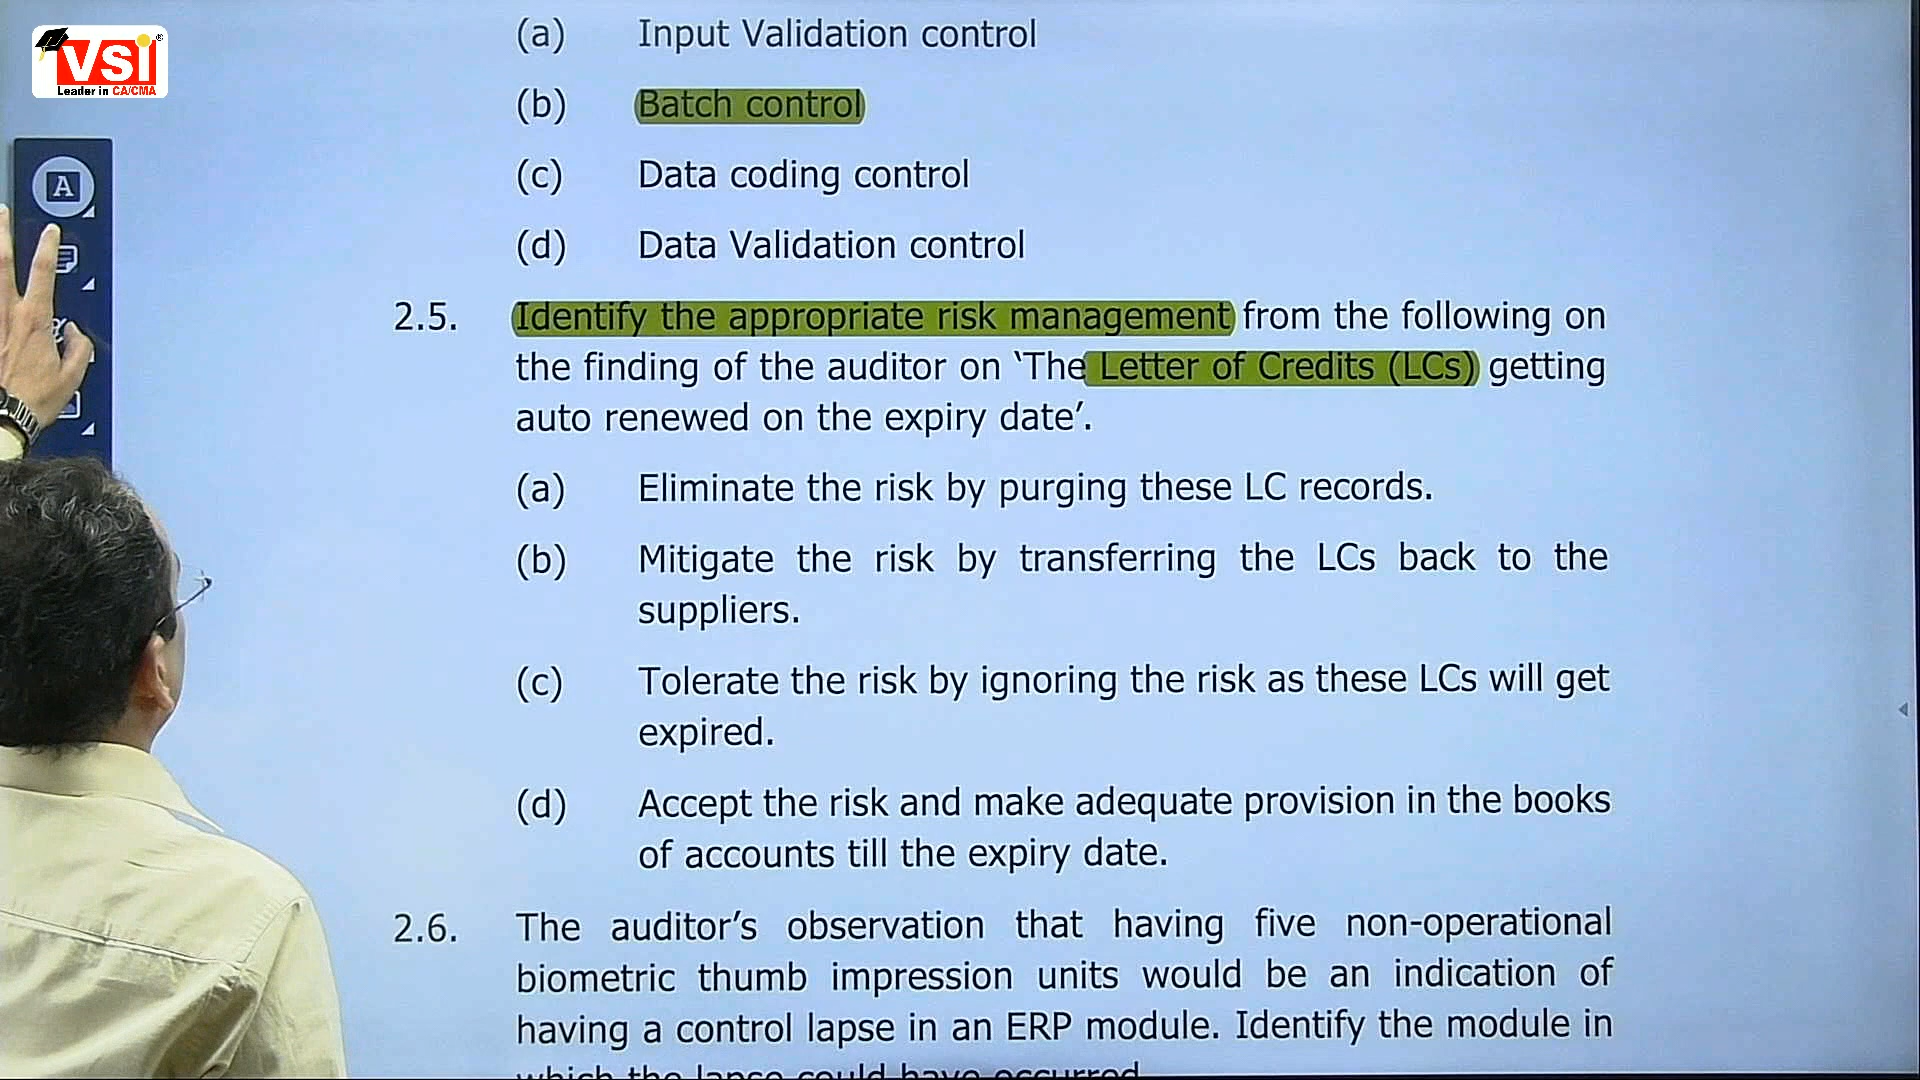 VSI
Leader in CA/CMA
A
(a) Input Validation control
(b) Batch control
(c) Data coding control
(d) Data Validation control
2.5. Identify the appropriate risk management from the following on
the finding of the auditor on ‘The Letter of Credits (LCs) getting
auto renewed on the expiry date’.
(a) Eliminate the risk by purging these LC records.
(b) Mitigate the risk by transferring the LCs back to the
suppliers.
(c) Tolerate the risk by ignoring the risk as these LCs will get
expired.
(d) Accept the risk and make adequate provision in the books
of accounts till the expiry date.
2.6. The auditor’s observation that having five non-operational
biometric thumb impression units would be an indication of
having a control lapse in an ERP module. Identify the module in
which the lapse could have occurred